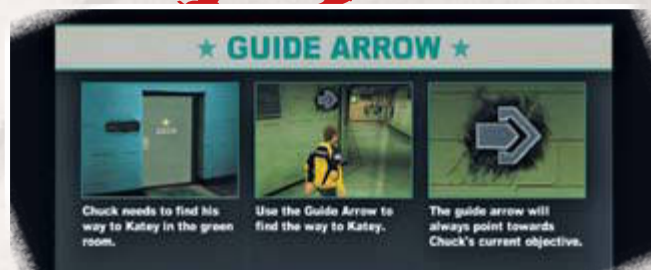 ★ GUIDE ARROW ★
Chuck needs to find his
way to Katey in the green
room.
Use the Guide Arrow to
find the way to Katey.
The guide arrow will
always point towards
Chuck's current objective.